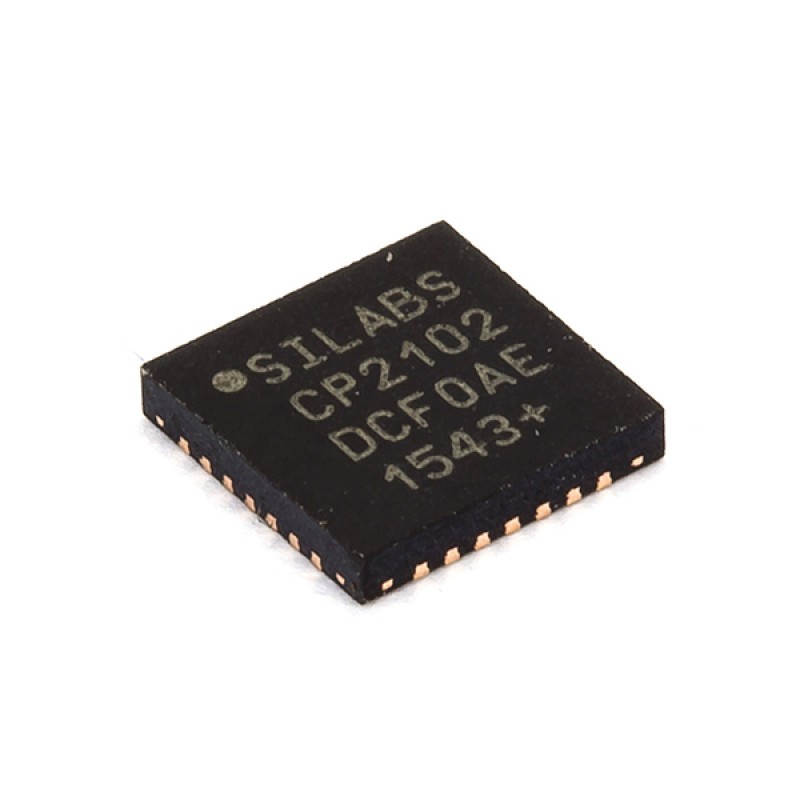 SILABS
CP2102
DCF0AE
1543+